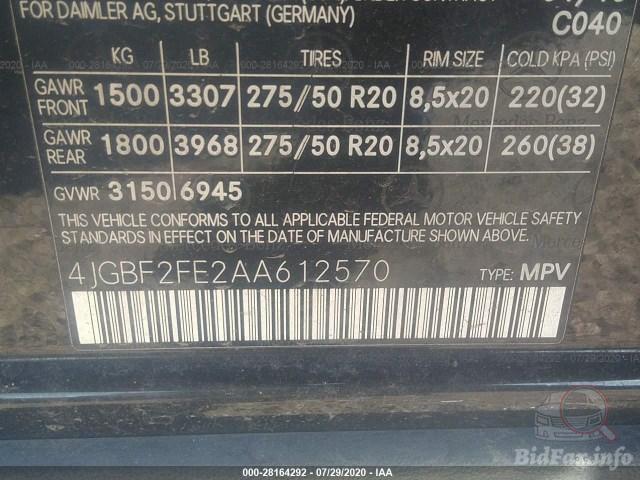 FOR DAIMLER AG, STUTTGART (GERMANY)
C040
KG LB TIRES RIM SIZE COLD KPA (PSI)
GAWR FRONT 1500 3307 275/50 R20 8,5x20 220(32)
GAWR REAR 1800 3968 275/50 R20 8,5x20 260(38)
GVWR 3150 6945
THIS VEHICLE CONFORMS TO ALL APPLICABLE FEDERAL MOTOR VEHICLE SAFETY
STANDARDS IN EFFECT ON THE DATE OF MANUFACTURE SHOWN ABOVE.
4JGBF2FE2AA612570 TYPE: MPV
BidFax.info
000-28164292 - 07/29/2020 - IAA